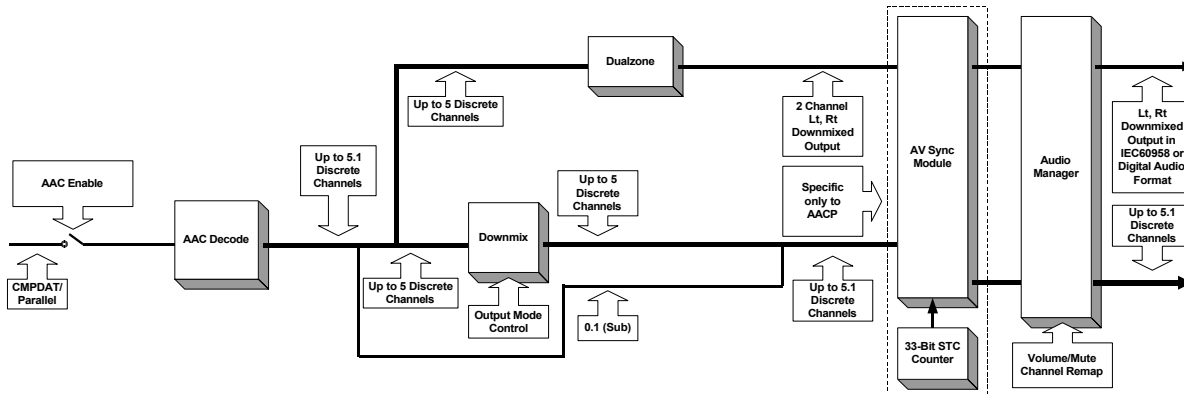 Dualzone
Up to 5 Discrete
Channels
2 Channel
Lt, Rt
Downmixed
Output
Lt, Rt
Downmixed
Output in
IEC60958 or
Digital Audio
Format
AV Sync
Module
Audio
Manager
AAC Enable
Up to 5.1
Discrete
Channels
Up to 5
Discrete
Channels
Specific
only to
AACP
Up to 5.1
Discrete
Channels
AAC Decode
Downmix
CMPDAT/
Parallel
Up to 5 Discrete
Channels
Output Mode
Control
0.1 (Sub)
Up to 5.1
Discrete
Channels
33-Bit STC
Counter
Volume/Mute
Channel Remap